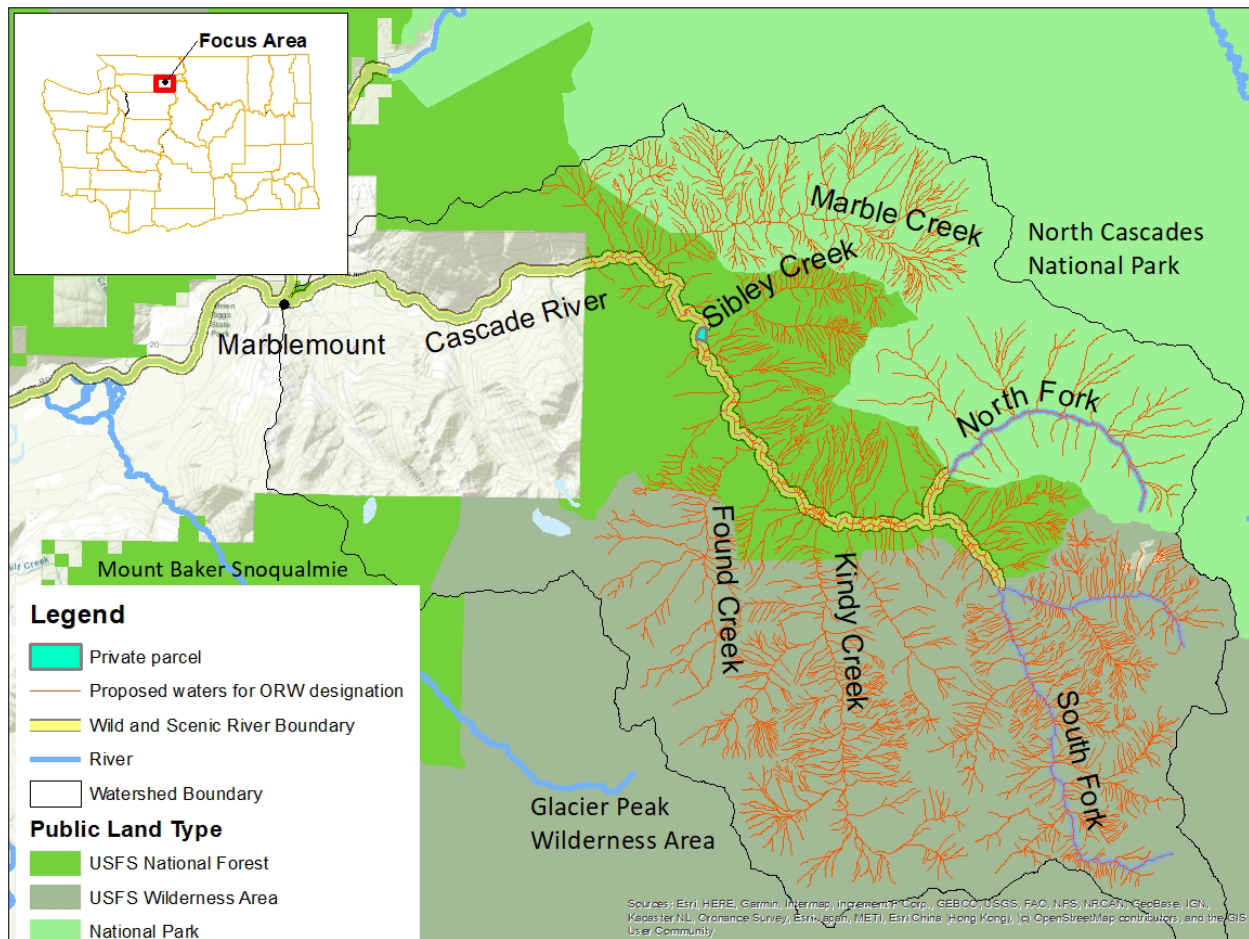 Focus Area
Marble Creek
North Cascades
National Park
Sibley Creek
Cascade River
Marblemount
State
20
North Fork
Found Creek
Kindy Creek
South Fork
Creek
Mount Baker Snoqualmie
Glacier Peak
Wilderness Area
Legend
Private parcel
Proposed waters for ORW designation
Wild and Scenic River Boundary
River
Watershed Boundary
Public Land Type
USFS National Forest
USFS Wilderness Area
National Park
Sources: Esri, HERE, Garmin, Intermap, increment P Corp., GEBCO, USGS, FAO, NPS, NRCAN, GeoBase, IGN,
Kadaster NL, Ordnance Survey, Esri Japan, METI, Esri China (Hong Kong), (c) OpenStreetMap contributors, and the GIS
User Community